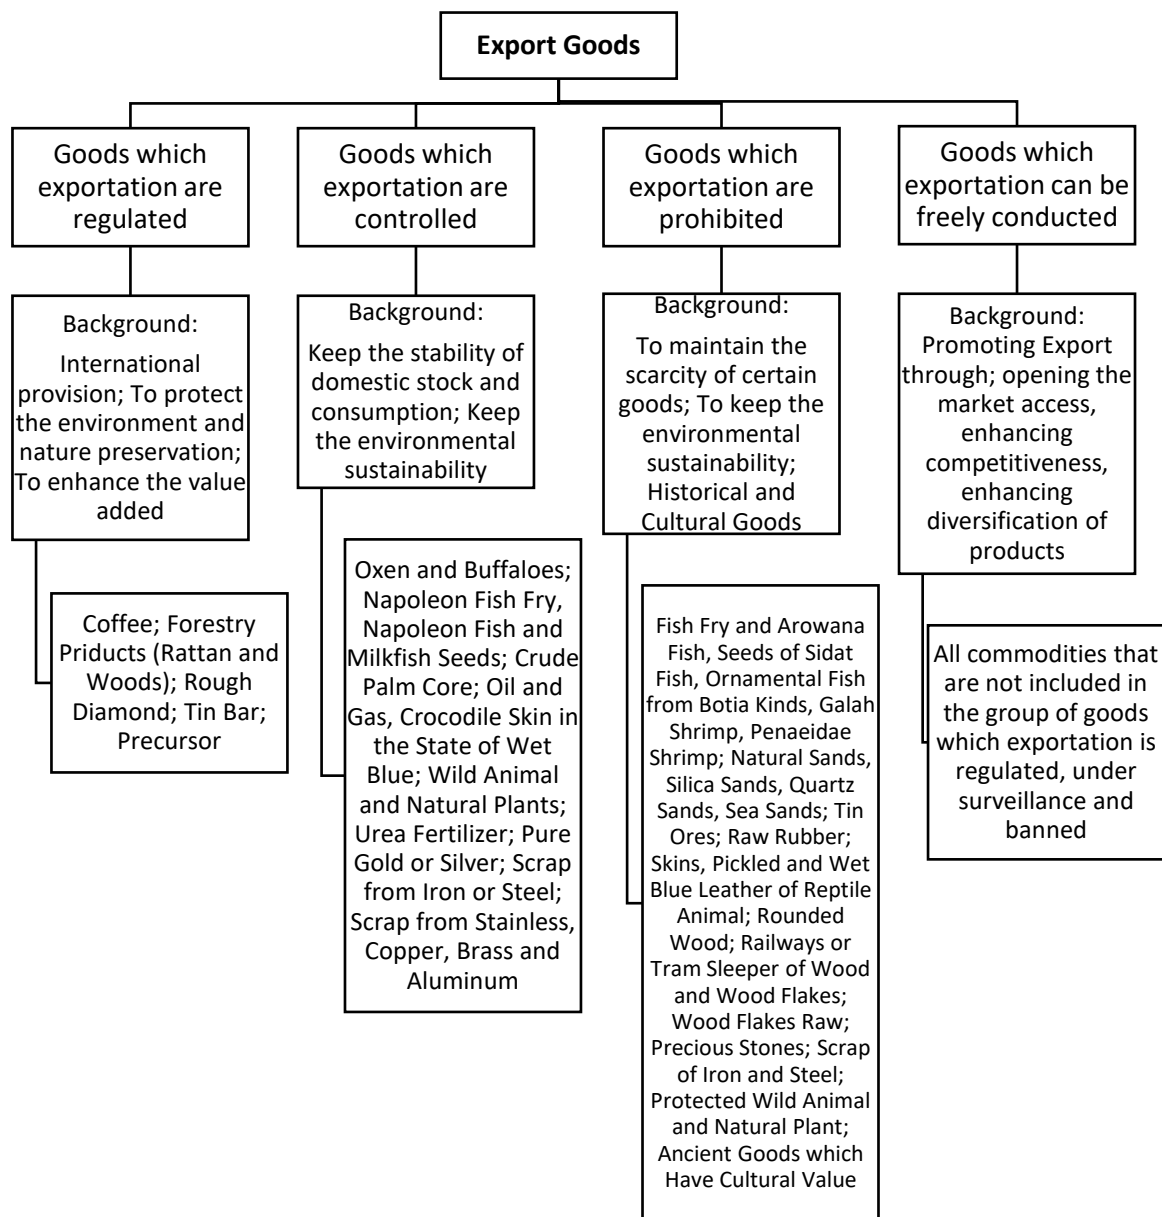 Export Goods
Goods which
exportation are
regulated
Goods which
exportation are
controlled
Goods which
exportation are
prohibited
Goods which
exportation can be
freely conducted
Background:
International
provision; To protect
the environment and
nature preservation;
To enhance the value
added
Background:
Keep the stability of
domestic stock and
consumption; Keep
the environmental
sustainability
Background:
To maintain the
scarcity of certain
goods; To keep the
environmental
sustainability;
Historical and
Cultural Goods
Background:
Promoting Export
through; opening the
market access,
enhancing
competitiveness,
enhancing
diversification of
products
Coffee; Forestry
Priducts (Rattan and
Woods); Rough
Diamond; Tin Bar;
Precursor
Oxen and Buffaloes;
Napoleon Fish Fry,
Napoleon Fish and
Milkfish Seeds; Crude
Palm Core; Oil and
Gas, Crocodile Skin in
the State of Wet
Blue; Wild Animal
and Natural Plants;
Urea Fertilizer; Pure
Gold or Silver; Scrap
from Iron or Steel;
Scrap from Stainless,
Copper, Brass and
Aluminum
Fish Fry and Arowana
Fish, Seeds of Sidat
Fish, Ornamental Fish
from Botia Kinds, Galah
Shrimp, Penaeidae
Shrimp; Natural Sands,
Silica Sands, Quartz
Sands, Sea Sands; Tin
Ores; Raw Rubber;
Skins, Pickled and Wet
Blue Leather of Reptile
Animal; Rounded
Wood; Railways or
Tram Sleeper of Wood
and Wood Flakes;
Wood Flakes Raw;
Precious Stones; Scrap
of Iron and Steel;
Protected Wild Animal
and Natural Plant;
Ancient Goods which
Have Cultural Value
All commodities that
are not included in
the group of goods
which exportation is
regulated, under
surveillance and
banned